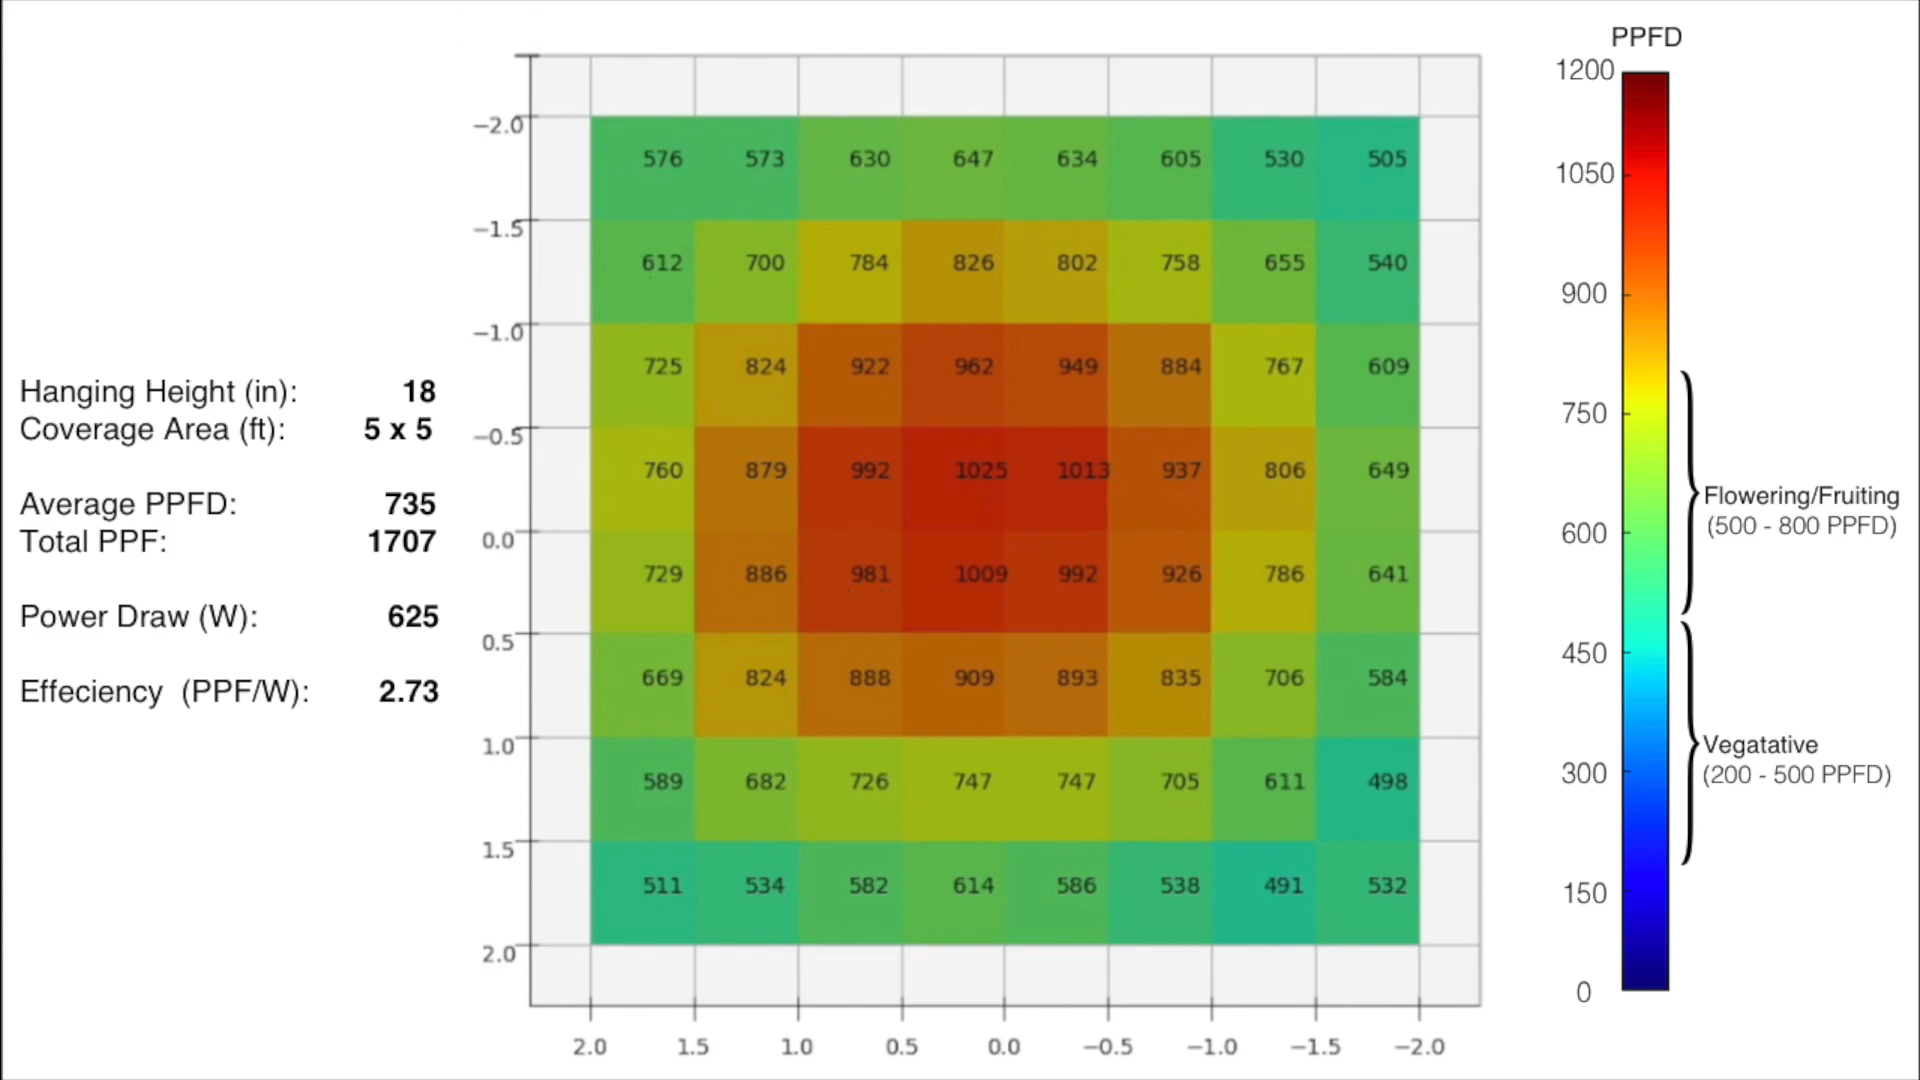 PPFD
1200
−2.0
576 573 630 647 634 605 530 505
1050
−1.5
612 700 784 826 802 758 655 540
900
−1.0
725 824 922 962 949 884 767 609
Hanging Height (in): 18
Coverage Area (ft): 5 x 5
750
−0.5
760 879 992 1025 1013 937 806 649
Flowering/Fruiting
(500 - 800 PPFD)
Average PPFD: 735
Total PPF: 1707
600
0.0
729 886 981 1009 992 926 786 641
Power Draw (W): 625
0.5
450
669 824 888 909 893 835 706 584
Effeciency (PPF/W): 2.73
1.0
Vegatative
(200 - 500 PPFD)
300
589 682 726 747 747 705 611 498
1.5
511 534 582 614 586 538 491 532
150
2.0
0
2.0 1.5 1.0 0.5 0.0 −0.5 −1.0 −1.5 −2.0